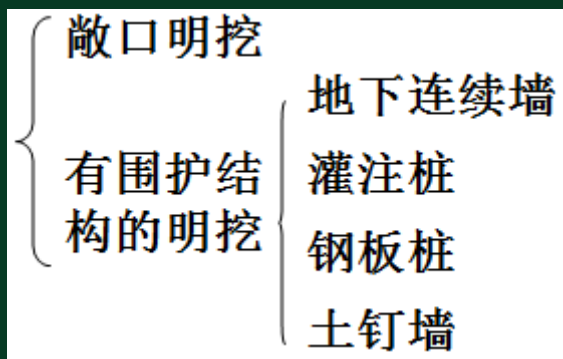 敞口明挖
有围护结
构的明挖
地下连续墙
灌注桩
钢板桩
土钉墙